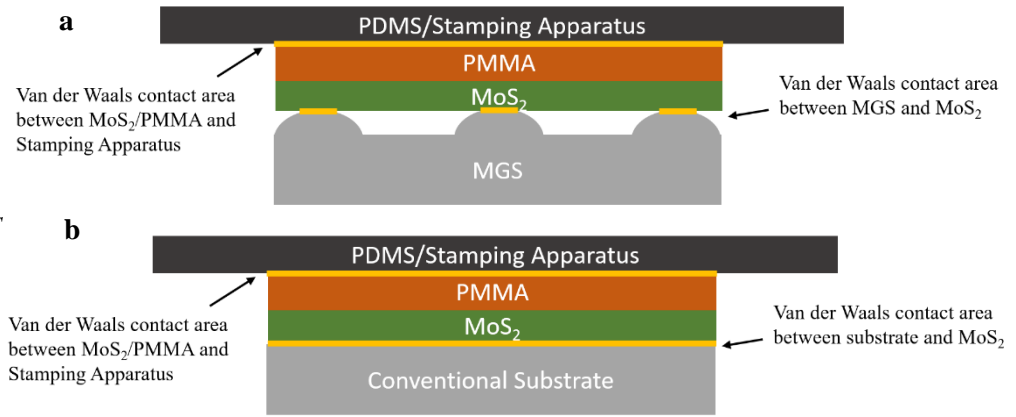 a
PDMS/Stamping Apparatus
PMMA
MoS₂
MGS
Van der Waals contact area
between MoS₂/PMMA and
Stamping Apparatus
Van der Waals contact area
between MGS and MoS₂
b
PDMS/Stamping Apparatus
PMMA
MoS₂
Conventional Substrate
Van der Waals contact area
between MoS₂/PMMA and
Stamping Apparatus
Van der Waals contact area
between substrate and MoS₂